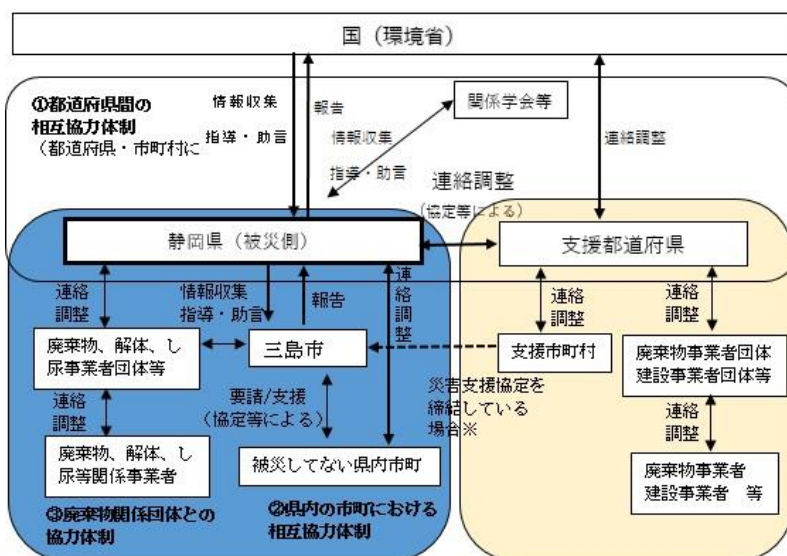 国（環境省）
①都道府県間の
相互協力体制
（都道府県・市町村に
情報収集
指導・助言
報告
情報収集
指導・助言
関係学会等
連絡調整
連絡調整
（協定等による）
静岡県（被災側）
支援都道府県
連絡
調整
情報収集
指導・助言
報告
連
絡
調
整
連絡
調整
連絡
調整
廃棄物、解体、し
尿事業者団体等
三島市
支援市町村
廃棄物事業者団体
建設事業者団体等
連絡
調整
要請/支援
（協定等による）
災害支援協定を
締結している
場合※
連絡
調整
廃棄物、解体、し
尿等関係事業者
被災してない県内市町
廃棄物事業者
建設事業者　等
③廃棄物関係団体との
協力体制
②県内の市町における
相互協力体制